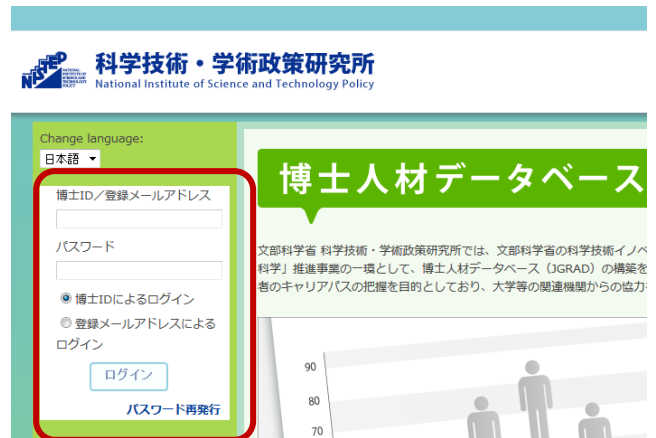 NISTEP
NATIONAL
INSTITUTE OF
SCIENCE AND
TECHNOLOGY
POLICY
科学技術・学術政策研究所
National Institute of Science and Technology Policy
Change language:
日本語
博士ID／登録メールアドレス
パスワード
博士IDによるログイン
登録メールアドレスによる
ログイン
ログイン
パスワード再発行
博士人材データベース
文部科学省 科学技術・学術政策研究所では、文部科学省の科学技術イノベ
科学」推進事業の一環として、博士人材データベース（JGRAD）の構築を
者のキャリアパスの把握を目的としており、大学等の関連機関からの協力
90
80
70